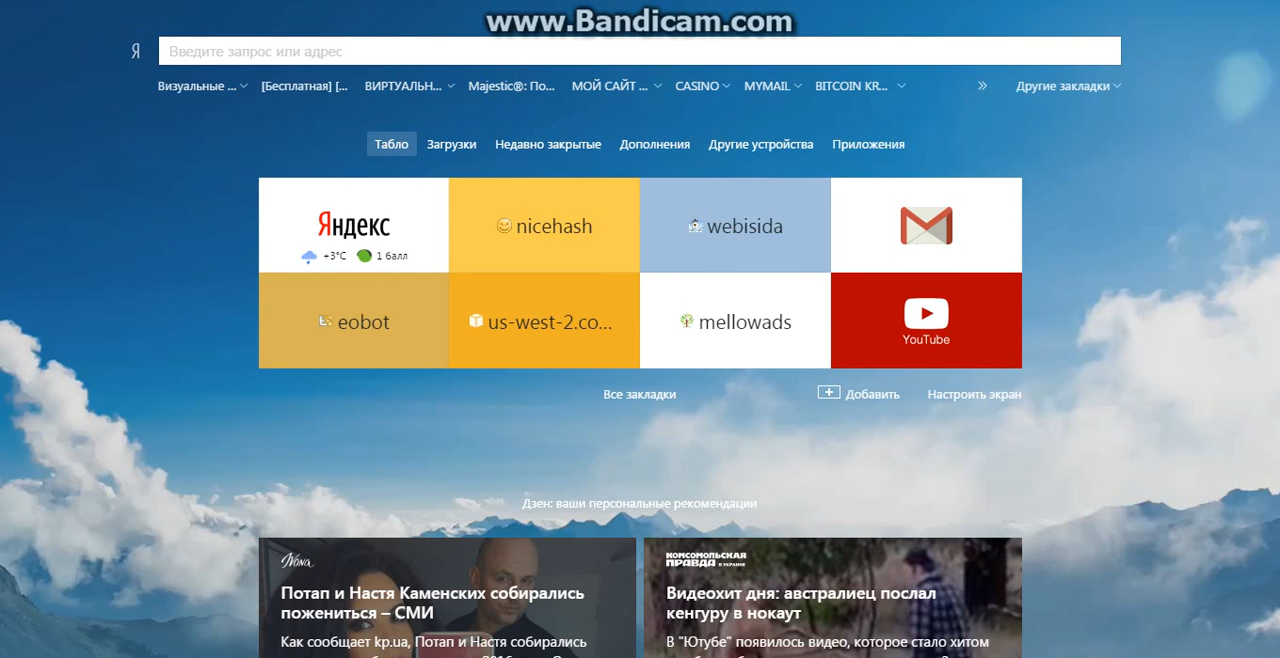 www.Bandicam.com
Я Введите запрос или адрес
Визуальные ... [Бесплатная] [... ВИРТУАЛЬН... Majestic®: По... МОЙ САЙТ ... CASINO MYMAIL BITCOIN KR... » Другие закладки
Табло Загрузки Недавно закрытые Дополнения Другие устройства Приложения
Яндекс nicehash webisida
+3°C 1 балл
eobot us-west-2.co... mellowads YouTube
Все закладки Добавить Настроить экран
Дзен: ваши персональные рекомендации
Nona
Потап и Настя Каменских собирались
пожениться – СМИ
Как сообщает kp.ua, Потап и Настя собирались
КОМСОМОЛЬСКАЯ
ПРАВДА В УКРАИНЕ
Видеохит дня: австралиец послал
кенгуру в нокаут
В "Ютубе" появилось видео, которое стало хитом